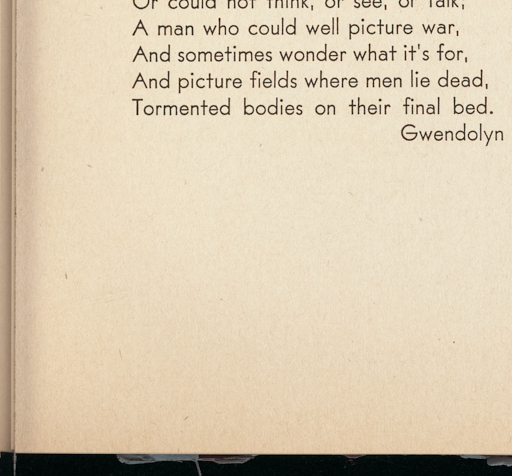 Or could not think, or see, or talk,
A man who could well picture war,
And sometimes wonder what it's for,
And picture fields where men lie dead,
Tormented bodies on their final bed.
Gwendolyn